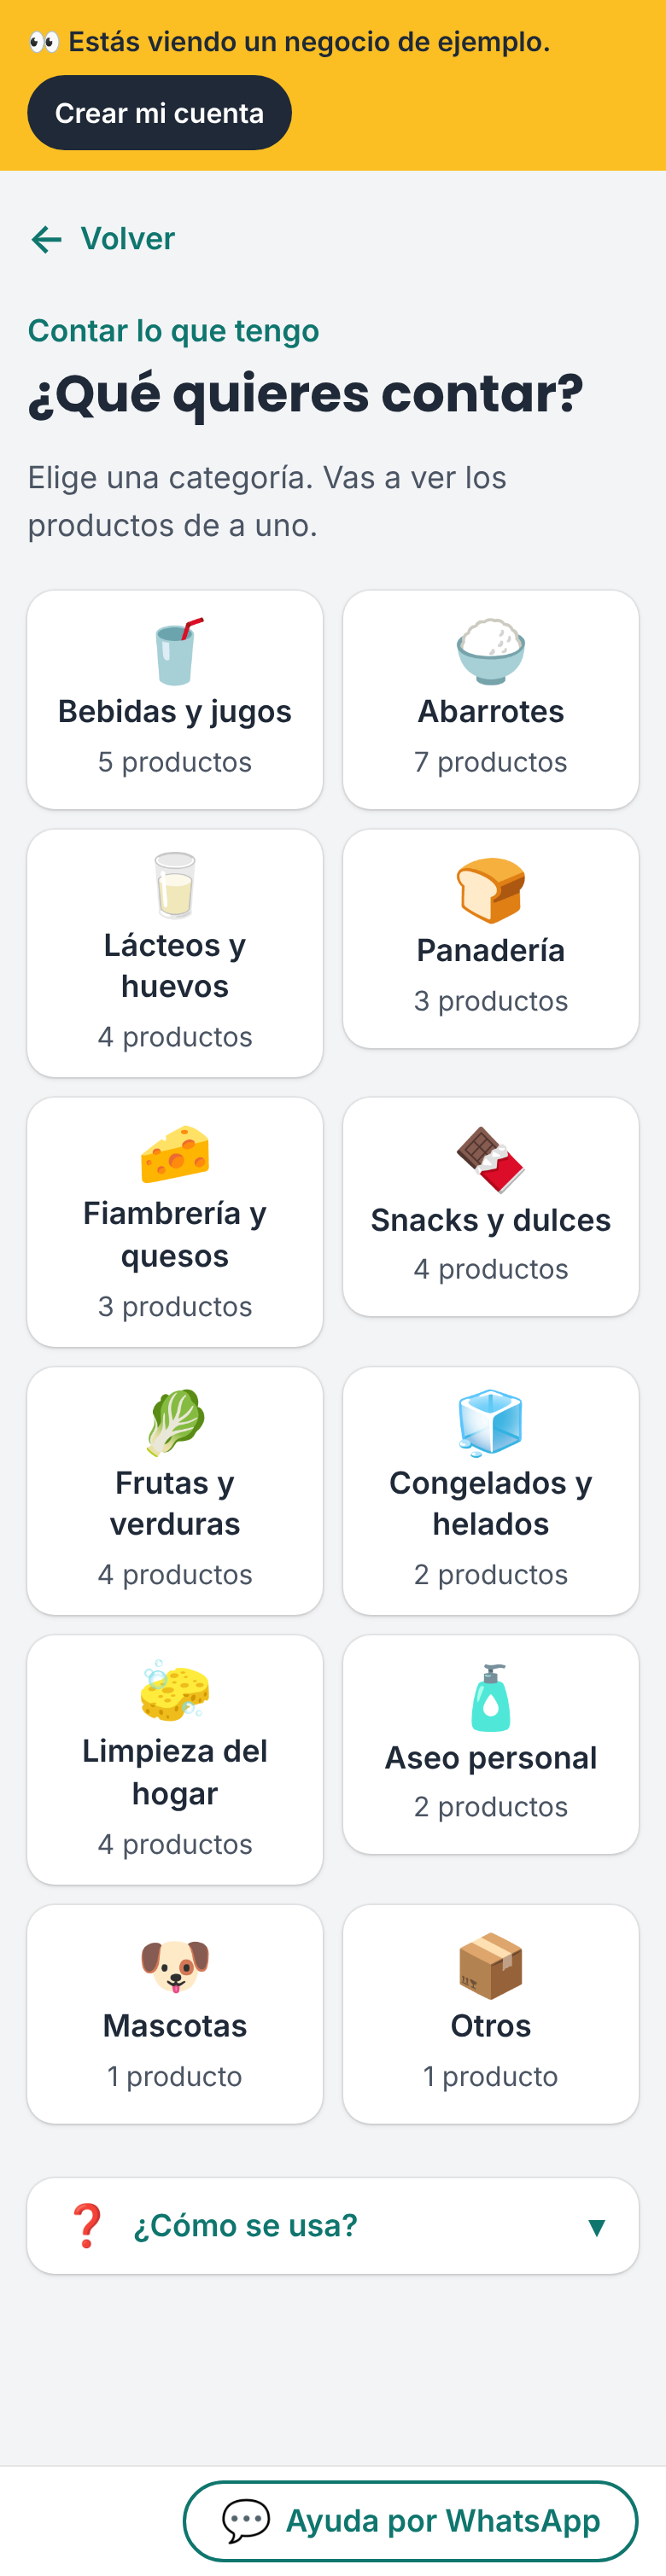 👀 Estás viendo un negocio de ejemplo.
Crear mi cuenta
← Volver
Contar lo que tengo
¿Qué quieres contar?
Elige una categoría. Vas a ver los
productos de a uno.
Bebidas y jugos
5 productos
Abarrotes
7 productos
Lácteos y
huevos
4 productos
Panadería
3 productos
Fiambrería y
quesos
3 productos
Snacks y dulces
4 productos
Frutas y
verduras
4 productos
Congelados y
helados
2 productos
Limpieza del
hogar
4 productos
Aseo personal
2 productos
Mascotas
1 producto
Otros
1 producto
❓ ¿Cómo se usa? ▼
💬 Ayuda por WhatsApp